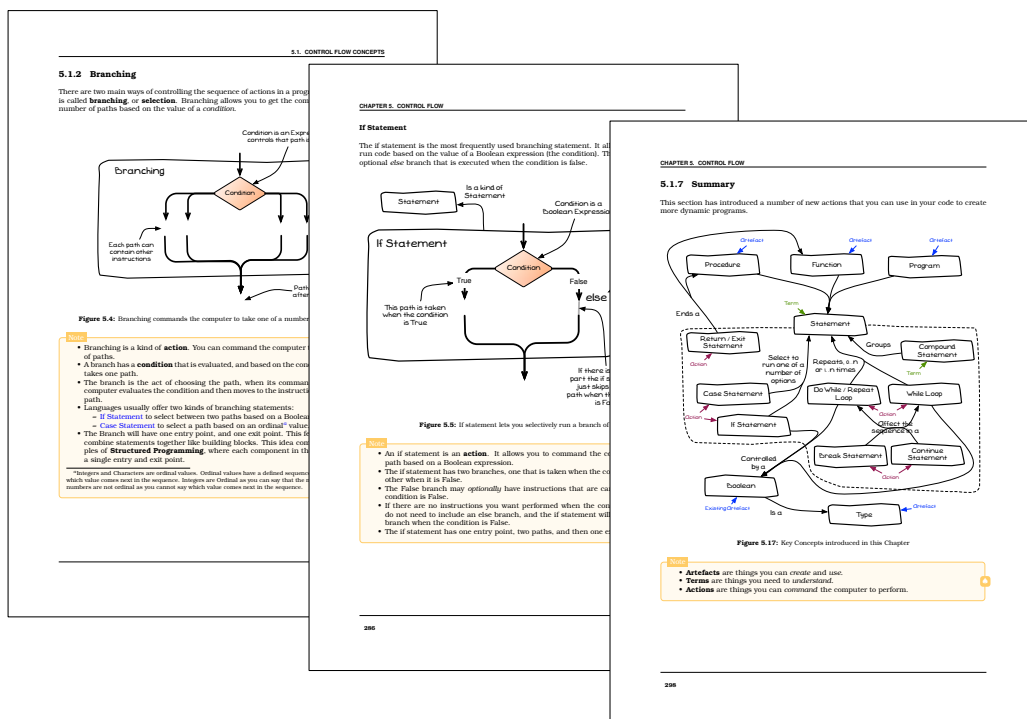 5.1. CONTROL FLOW CONCEPTS
5.1.2 Branching
There are two main ways of controlling the sequence of actions in a
is called branching, or selection. Branching allows you to get the
number of paths based on the value of a condition.
Condition is an
controls that path is
Branching
Condition
Each path can
contain other
instructions
Path
Figure 5.4: Branching commands the computer to take one of a number
Note
• Branching is a kind of action. You can command the computer
of paths.
• A branch has a condition that is evaluated, and based on the
takes one path.
• The branch is the act of choosing the path, when its
computer evaluates the condition and then moves to the
path.
• Languages usually offer two kinds of branching statements:
– If Statement to select between two paths based on a Boolean
– Case Statement to select a path based on an ordinalᵃ value
• The Branch will have one entry point, and one exit point. This
combine statements together like building blocks. This idea
ples of Structured Programming, where each component in the
a single entry and exit point.
ᵃIntegers and Characters are ordinal values. Ordinal values have a defined
which value comes next in the sequence. Integers are Ordinal as you can say that the
numbers are not ordinal as you cannot say which value comes next in the sequence.
CHAPTER 5. CONTROL FLOW
If Statement
The if statement is the most frequently used branching statement. It
run code based on the value of a Boolean expression (the condition).
optional else branch that is executed when the condition is false.
Is a kind of
Statement
Statement
Condition is a
Boolean
If Statement
Condition
True
False
else
This path is taken
when the condition
is True
If there is
part the if
just skips
path when
is
Figure 5.5: If statement lets you selectively run a branch of
Note
• An if statement is an action. It allows you to command the
path based on a Boolean expression.
• The if statement has two branches, one that is taken when the
other when it is False.
• The False branch may optionally have instructions that are
condition is False.
• If there are no instructions you want performed when the
do not need to include an else branch, and the if statement will
branch when the condition is False.
• The if statement has one entry point, two paths, and then one
286
CHAPTER 5. CONTROL FLOW
5.1.7 Summary
This section has introduced a number of new actions that you can use in your code to create
more dynamic programs.
Artefact
Artefact
Artefact
Procedure
Function
Program
Term
Ends a
Statement
Return / Exit
Statement
Action
Groups
Compound
Statement
Term
Select to
run one of a
number of
options
Repeats, 0..n
or 1..n times
Case Statement
Do While / Repeat
Loop
While Loop
Action
Action
If Statement
Affect the
sequence in a
Controlled
by a
Break Statement
Continue
Statement
Action
Boolean
Existing Artefact
Is a
Type
Artefact
Figure 5.17: Key Concepts introduced in this Chapter
Note
• Artefacts are things you can create and use.
• Terms are things you need to understand.
• Actions are things you can command the computer to perform.
298